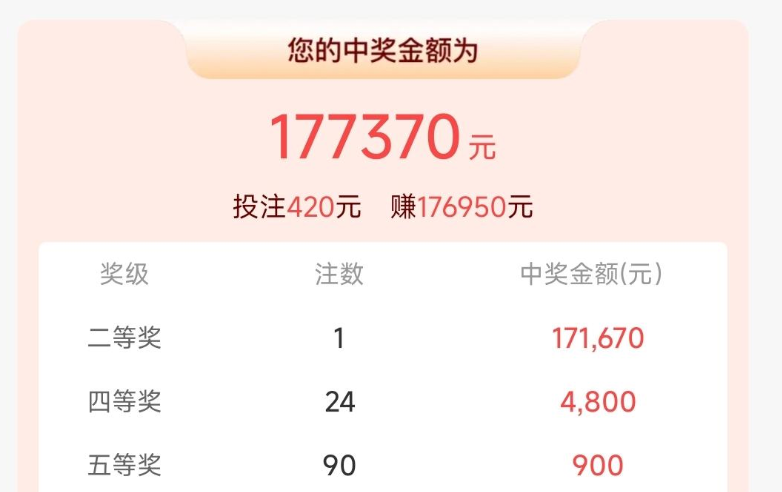 您的中奖金额为
177370元
投注420元 赚176950元
奖级 注数 中奖金额(元)
二等奖 1 171,670
四等奖 24 4,800
五等奖 90 900